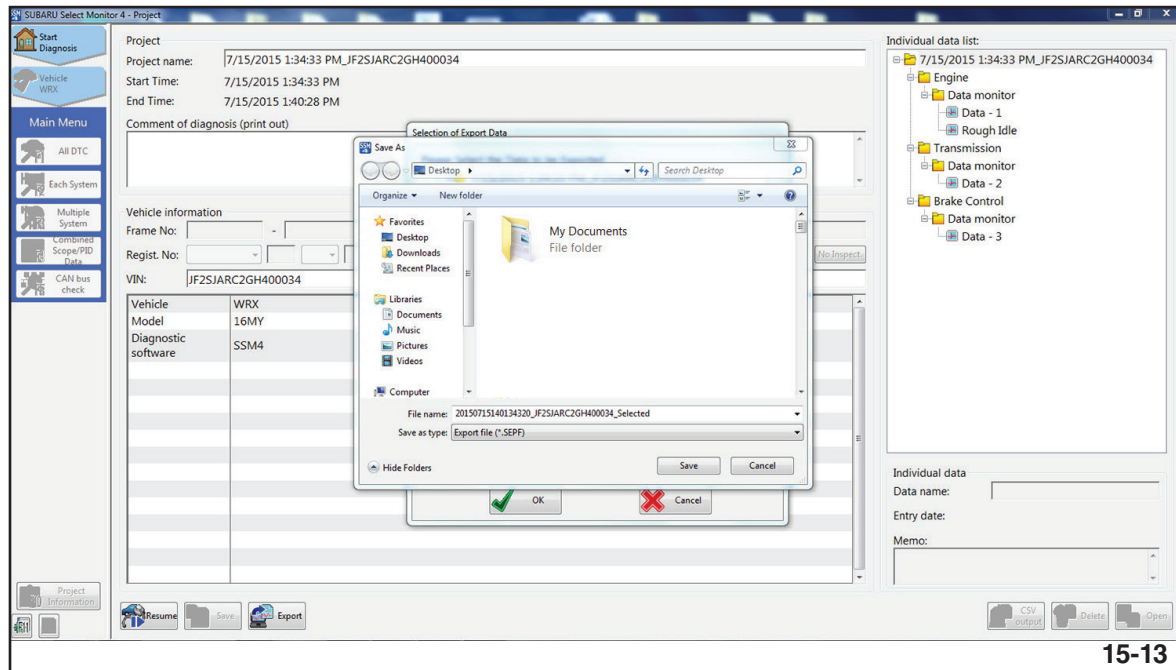 SUBARU Select Monitor 4 - Project
Start
Diagnosis
Vehicle
WRX
Main Menu
All DTC
Each System
Multiple
System
Combined
Scope/PID
Data
CAN bus
check
Project
Information
Project
Project name: 7/15/2015 1:34:33 PM_JF2SJARC2GH400034
Start Time: 7/15/2015 1:34:33 PM
End Time: 7/15/2015 1:40:28 PM
Comment of diagnosis (print out)
Vehicle information
Frame No: -
Regist. No:
No Inspect.
VIN: JF2SJARC2GH400034
Vehicle WRX
Model 16MY
Diagnostic
software SSM4
Selection of Export Data
Save As
Desktop
Search Desktop
Organize
New folder
Favorites
Desktop
Downloads
Recent Places
Libraries
Documents
Music
Pictures
Videos
Computer
My Documents
File folder
File name: 20150715140134320_JF2SJARC2GH400034_Selected
Save as type: Export file (*.SEPF)
Hide Folders
Save
Cancel
OK
Cancel
Resume
Save
Export
Individual data list:
7/15/2015 1:34:33 PM_JF2SJARC2GH400034
Engine
Data monitor
Data - 1
Rough Idle
Transmission
Data monitor
Data - 2
Brake Control
Data monitor
Data - 3
Individual data
Data name:
Entry date:
Memo:
CSV
output
Delete
Open
15-13